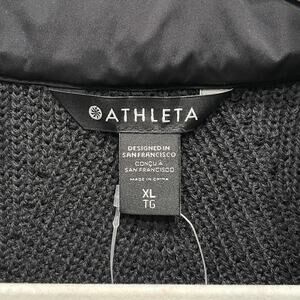 ATHLETA
DESIGNED IN
SAN FRANCISCO
CONÇU A
SAN FRANCISCO
MADE IN CHINA
XL
TG